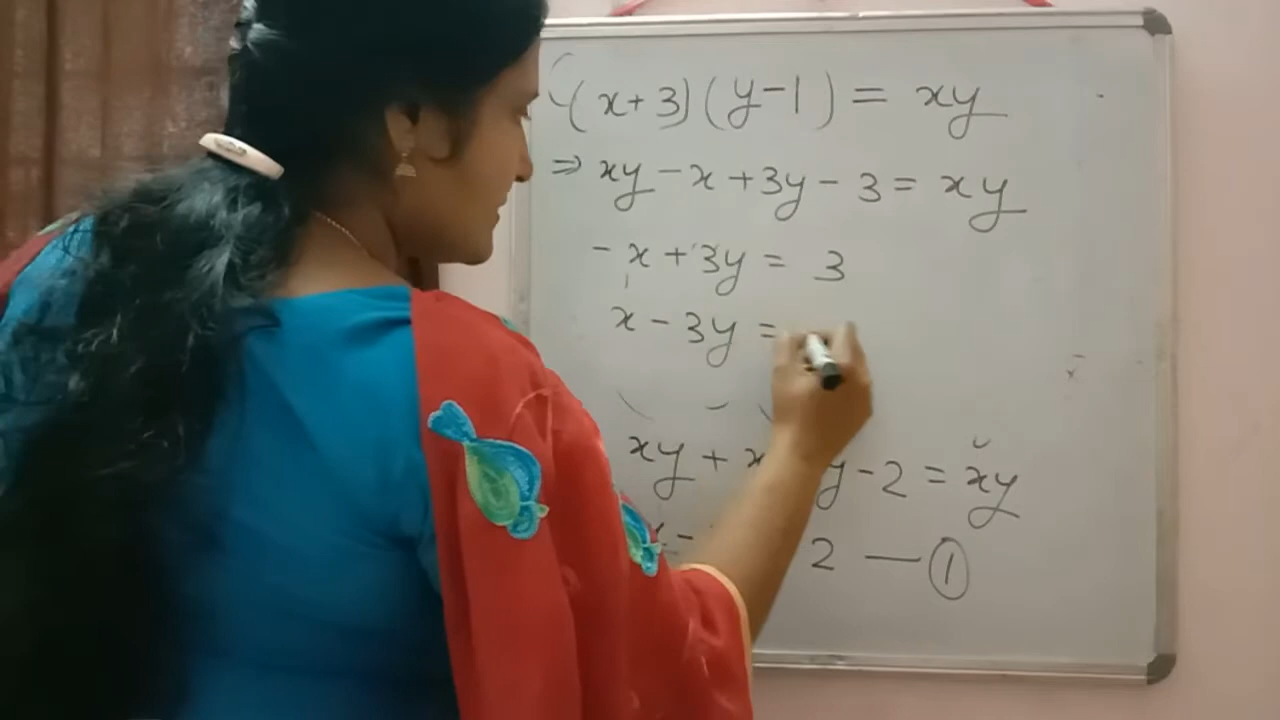 (x+3)(y-1) = xy
⇒ xy - x + 3y - 3 = xy
- x + 3y = 3
x - 3y =
xy + x y - 2 = xy
- 2 — ①